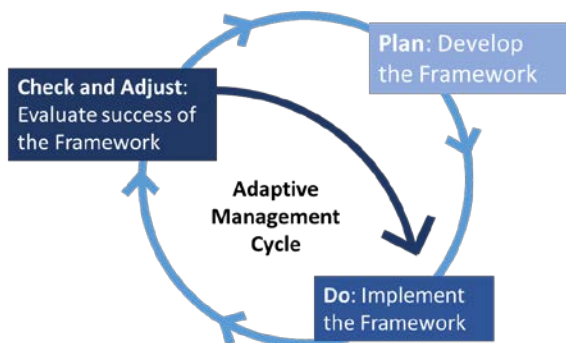 Plan: Develop
the Framework
Check and Adjust:
Evaluate success of
the Framework
Adaptive
Management
Cycle
Do: Implement
the Framework